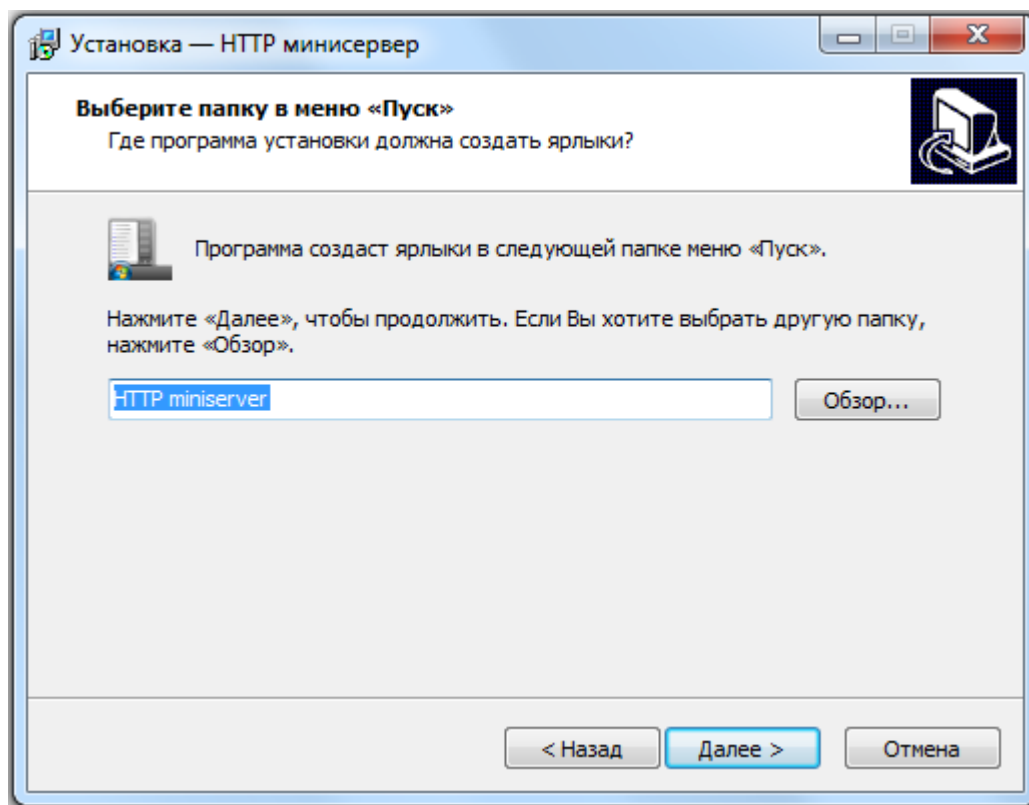 Установка — HTTP минисервер
Выберите папку в меню «Пуск»
Где программа установки должна создать ярлыки?
Программа создаст ярлыки в следующей папке меню «Пуск».
Нажмите «Далее», чтобы продолжить. Если Вы хотите выбрать другую папку,
нажмите «Обзор».
HTTP miniserver
Обзор...
< Назад
Далее >
Отмена